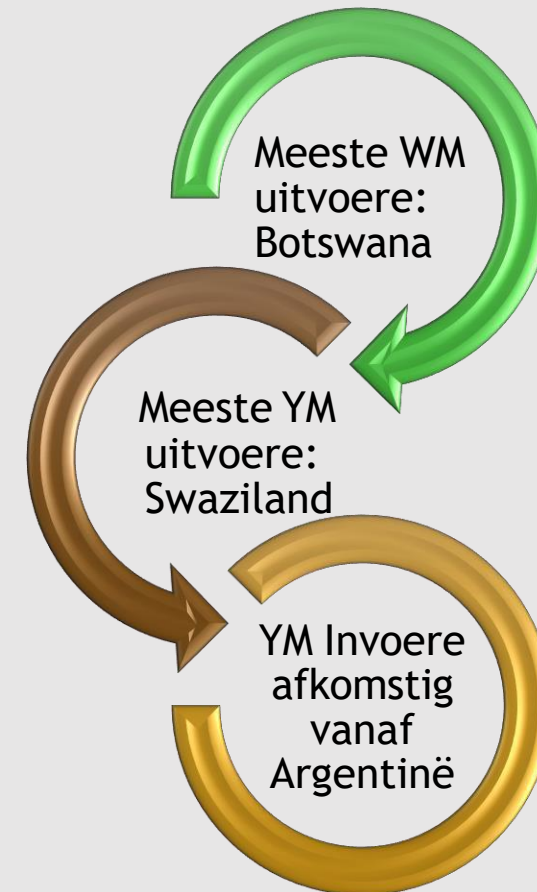 Meeste WM
uitvoere:
Botswana
Meeste YM
uitvoere:
Swaziland
YM Invoere
afkomstig
vanaf
Argentinë